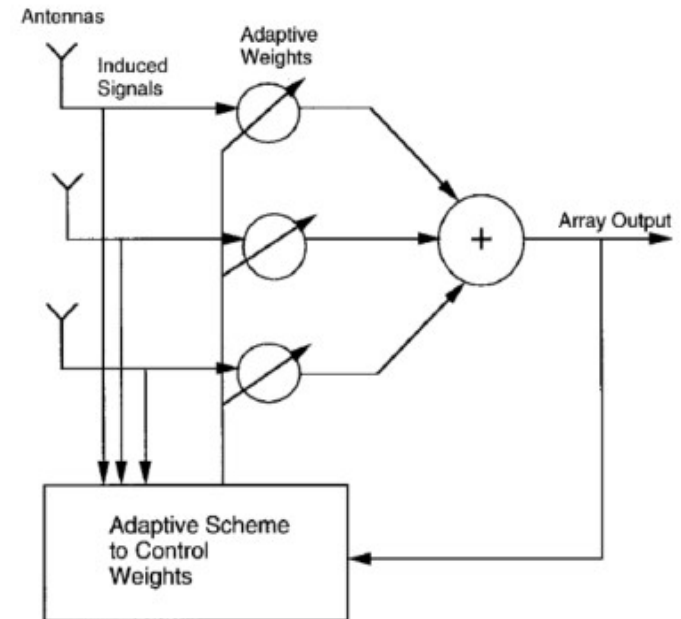 Antennas
Adaptive
Weights
Induced
Signals
Array Output
+
Adaptive Scheme
to Control
Weights